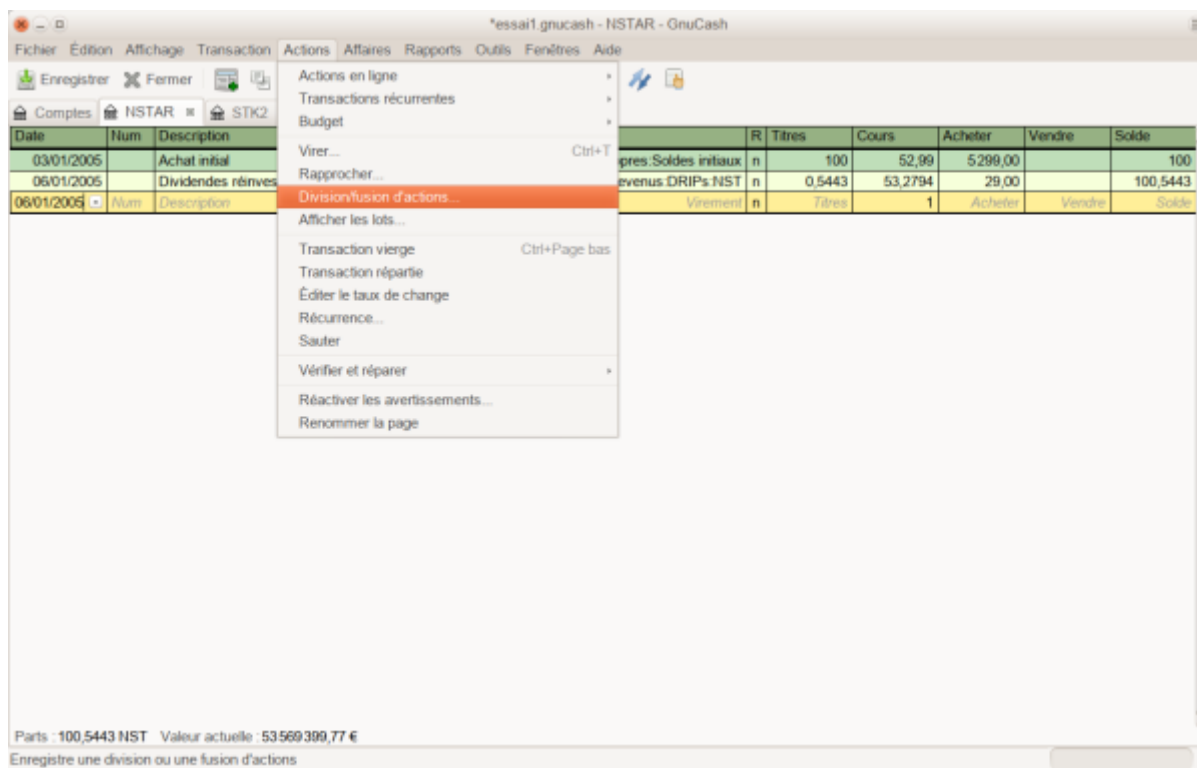 *essai1.gnucash - NSTAR - GnuCash
Fichier Édition Affichage Transaction Actions Affaires Rapports Outils Fenêtres Aide
Enregistrer Fermer
Comptes NSTAR STK2
Actions en ligne
Transactions récurrentes
Budget
Virer... Ctrl+T
Rapprocher...
Division/fusion d'actions...
Afficher les lots...
Transaction vierge Ctrl+Page bas
Transaction répartie
Éditer le taux de change
Récurrence...
Sauter
Vérifier et réparer
Réactiver les avertissements...
Renommer la page
Date Num Description R Titres Cours Acheter Vendre Solde
03/01/2005 Achat initial opres:Soldes initiaux n 100 52,99 5 299,00 100
06/01/2005 Dividendes réinves evenus:DRIPs:NST n 0,5443 53,2794 29,00 100,5443
06/01/2005 Num Description Virement n Titres 1 Acheter Vendre Solde
Parts : 100,5443 NST Valeur actuelle : 53 569 399,77 €
Enregistre une division ou une fusion d'actions